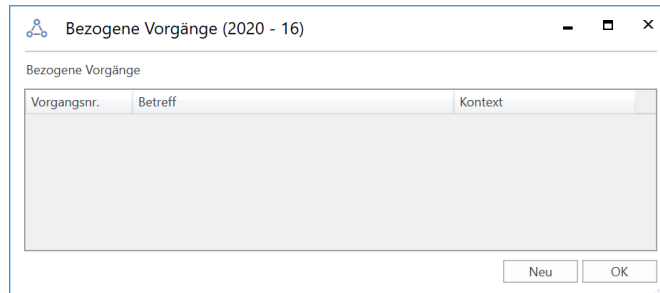 Bezogene Vorgänge (2020 - 16)
Bezogene Vorgänge
Vorgangsnr. Betreff Kontext
Neu OK